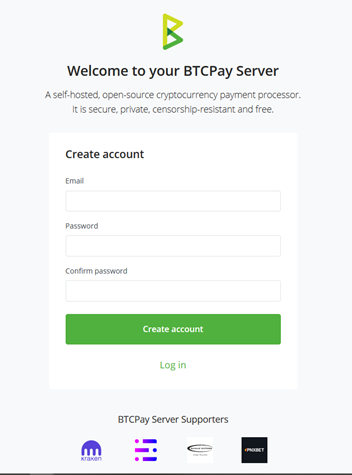 Welcome to your BTCPay Server
A self-hosted, open-source cryptocurrency payment processor.
It is secure, private, censorship-resistant and free.
Create account
Email
Password
Confirm password
Create account
Log in
BTCPay Server Supporters
kraken
PNXBET